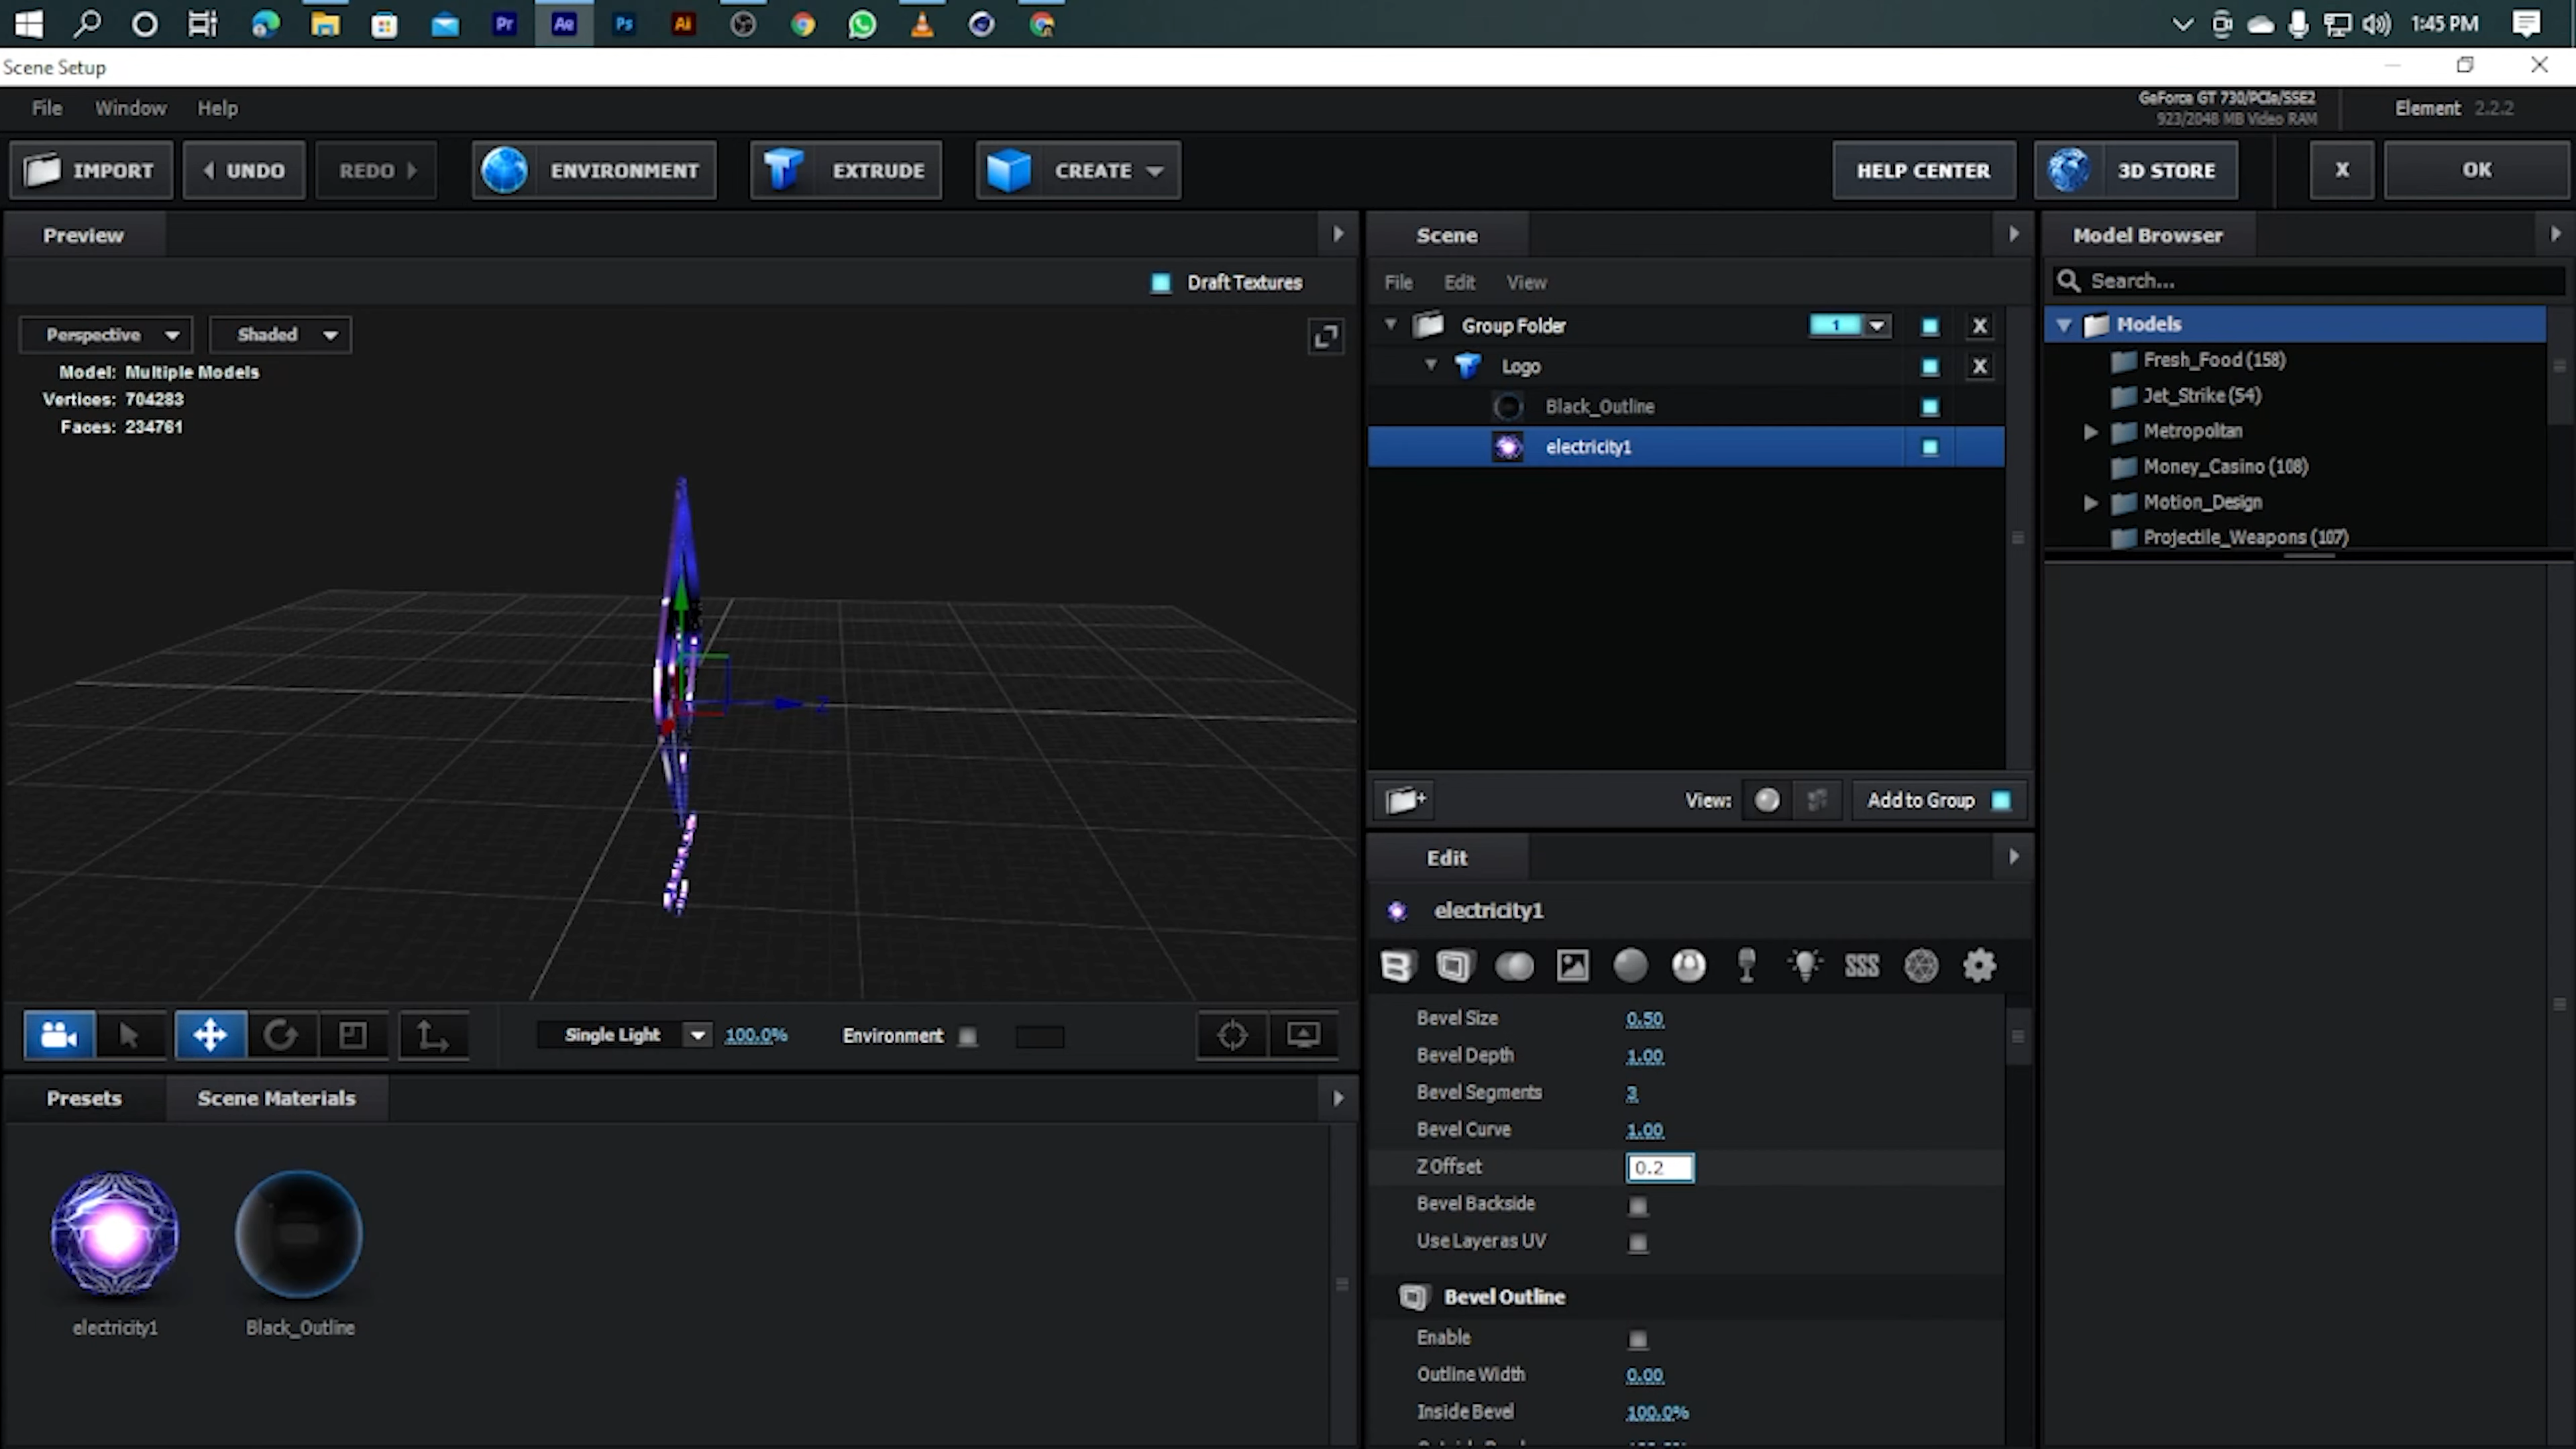 Pr Ae Ps Ai 1:45 PM
Scene Setup
File Window Help
GeForce GT 730/PCIe/SSE2
923/2048 MB Video RAM
Element 2.2.2
IMPORT UNDO REDO ENVIRONMENT EXTRUDE CREATE HELP CENTER 3D STORE X OK
Preview
Draft Textures
Perspective Shaded
Model: Multiple Models
Vertices: 704283
Faces: 234761
Z
Single Light 100.0% Environment
Presets Scene Materials
electricity1 Black_Outline
Scene
File Edit View
Group Folder 1 X
Logo X
Black_Outline
electricity1
View: Add to Group
Edit
electricity1
SSS
Bevel Size 0.50
Bevel Depth 1.00
Bevel Segments 3
Bevel Curve 1.00
Z Offset 0.2
Bevel Backside
Use Layer as UV
Bevel Outline
Enable
Outline Width 0.00
Inside Bevel 100.0%
Model Browser
Search...
Models
Fresh_Food (158)
Jet_Strike (54)
Metropolitan
Money_Casino (108)
Motion_Design
Projectile_Weapons (107)